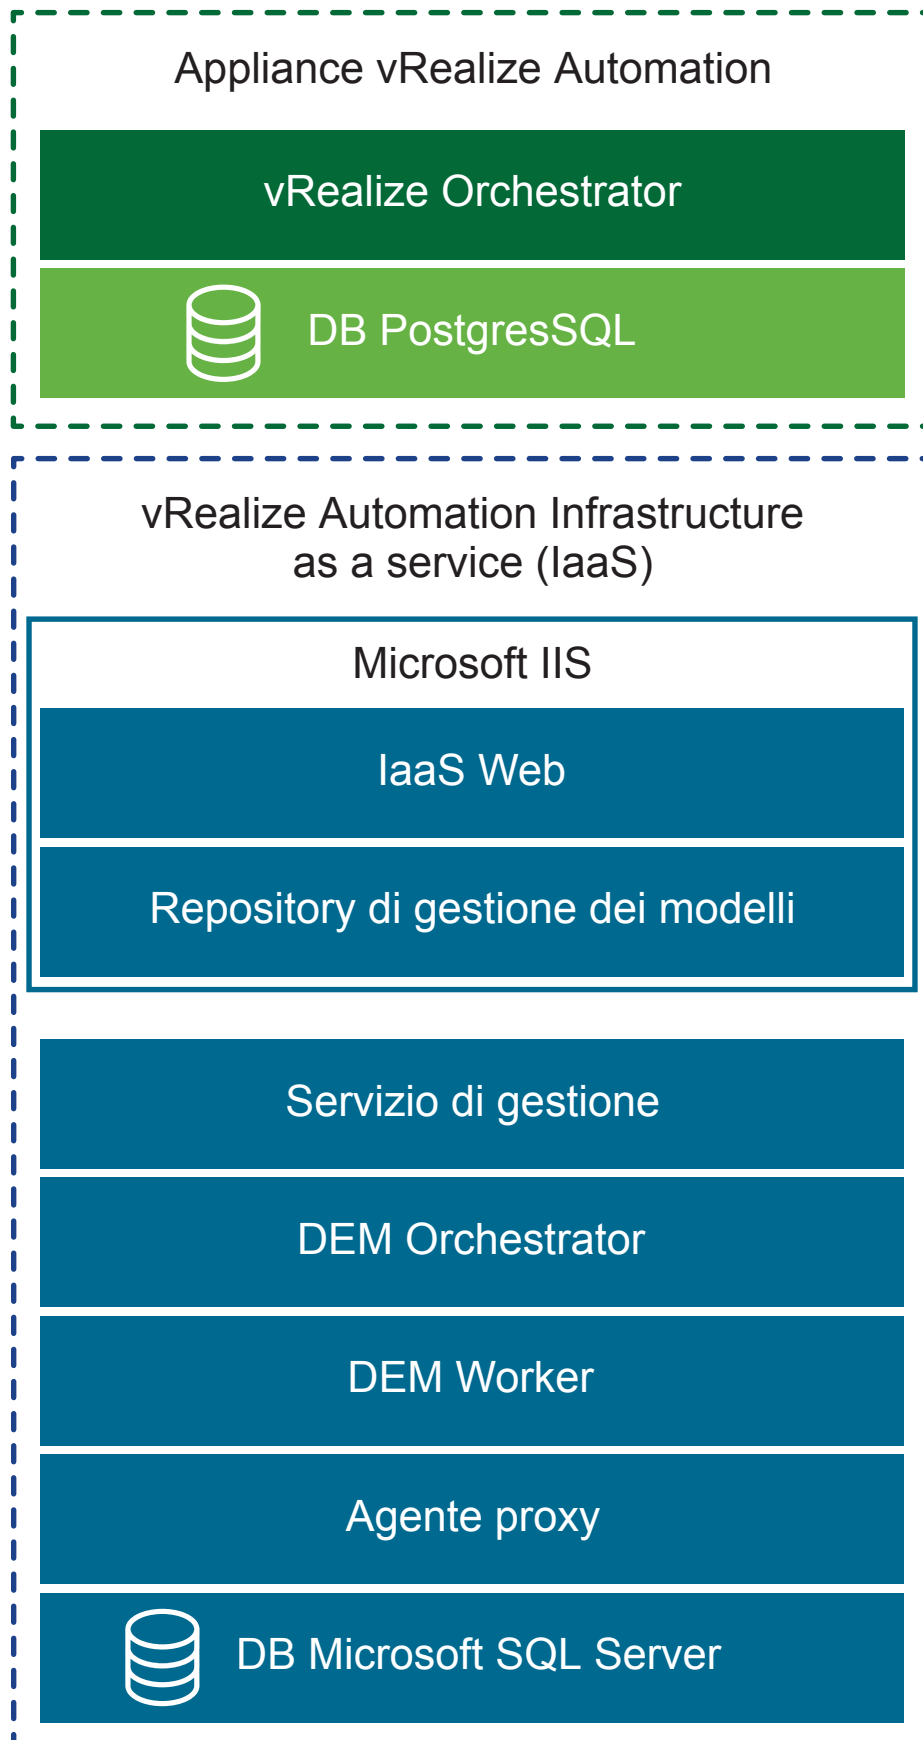 Appliance vRealize Automation
vRealize Orchestrator
DB PostgresSQL
vRealize Automation Infrastructure
as a service (IaaS)
Microsoft IIS
IaaS Web
Repository di gestione dei modelli
Servizio di gestione
DEM Orchestrator
DEM Worker
Agente proxy
DB Microsoft SQL Server